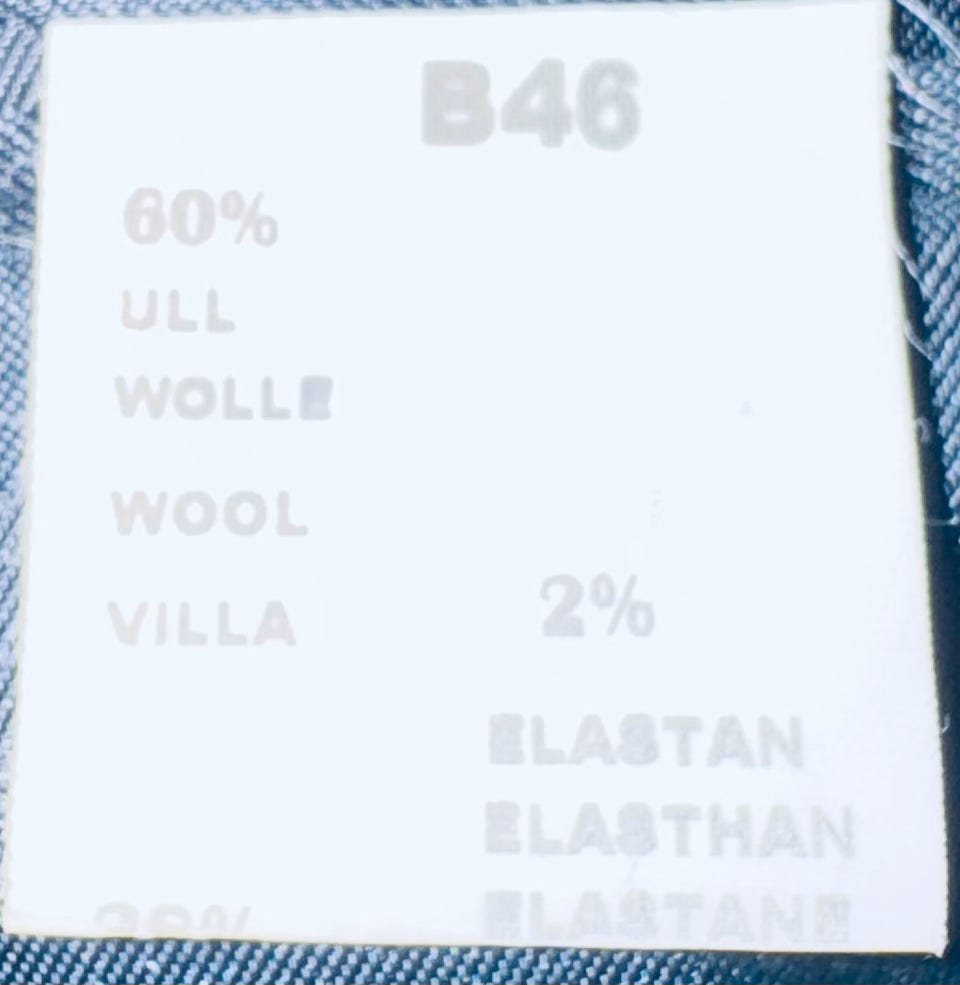 B46
60%
ULL
WOLLE
WOOL
VILLA
2%
ELASTAN
ELASTHAN
ELASTANE